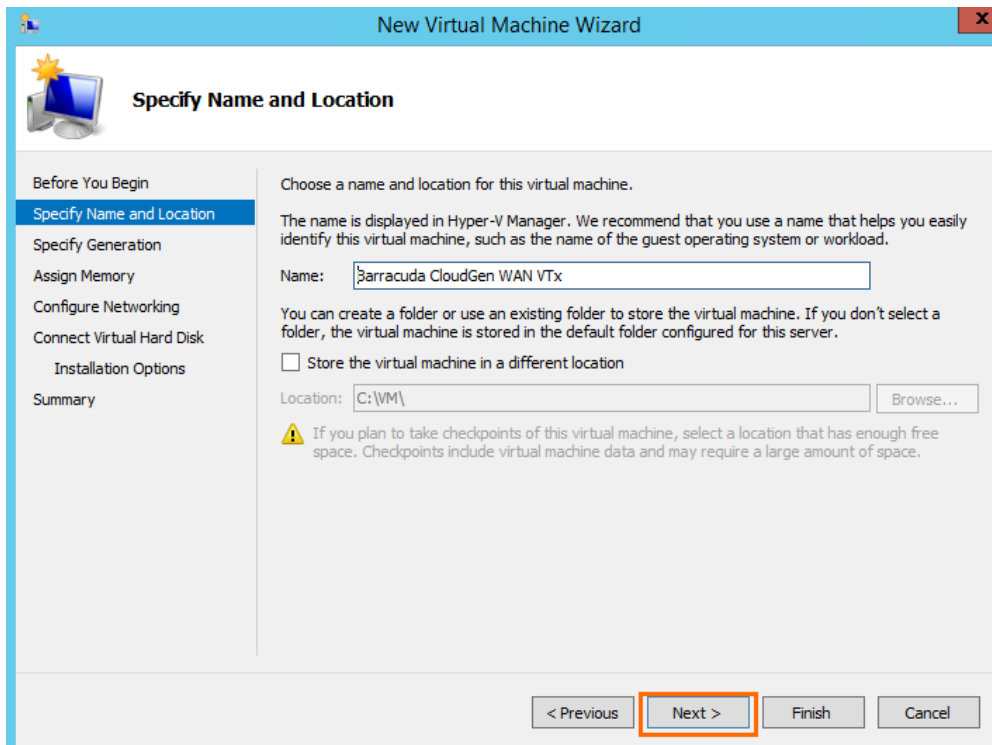 New Virtual Machine Wizard
x
Specify Name and Location
Before You Begin
Specify Name and Location
Specify Generation
Assign Memory
Configure Networking
Connect Virtual Hard Disk
Installation Options
Summary
Choose a name and location for this virtual machine.
The name is displayed in Hyper-V Manager. We recommend that you use a name that helps you easily
identify this virtual machine, such as the name of the guest operating system or workload.
Name: Barracuda CloudGen WAN VTx
You can create a folder or use an existing folder to store the virtual machine. If you don't select a
folder, the virtual machine is stored in the default folder configured for this server.
Store the virtual machine in a different location
Location: C:\VM\ Browse...
If you plan to take checkpoints of this virtual machine, select a location that has enough free
space. Checkpoints include virtual machine data and may require a large amount of space.
< Previous Next > Finish Cancel